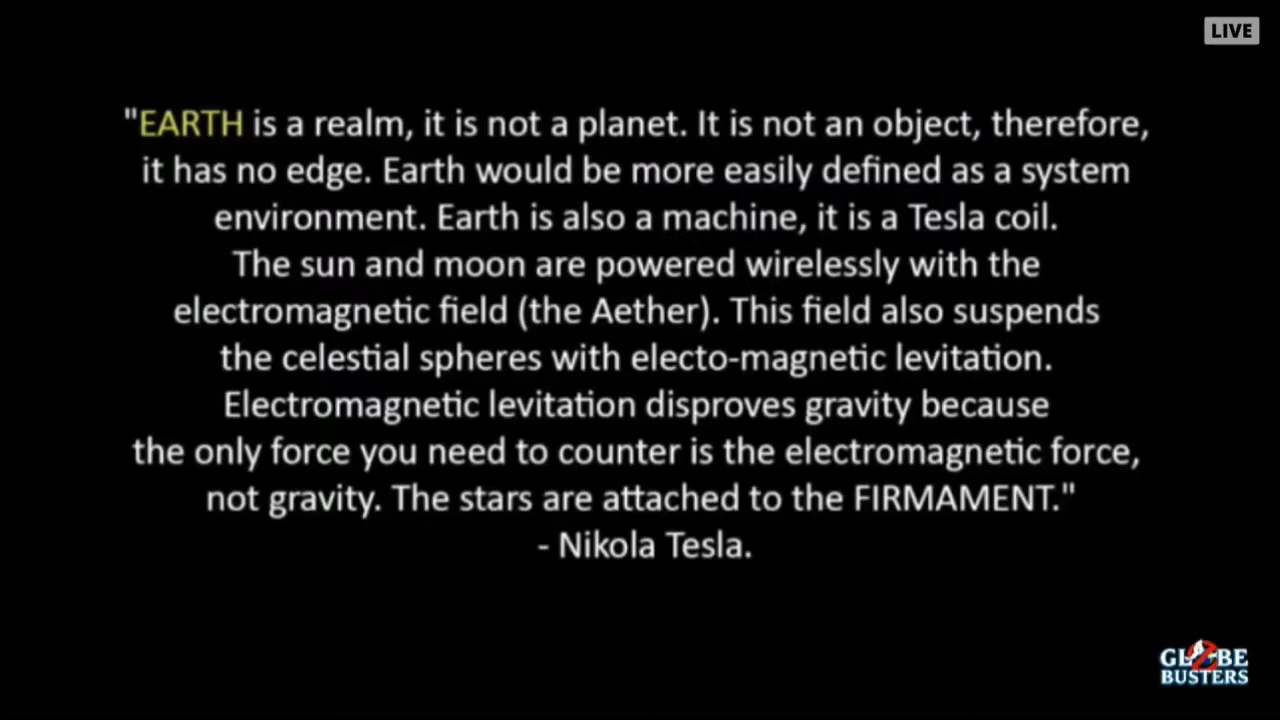 LIVE
"EARTH is a realm, it is not a planet. It is not an object, therefore,
it has no edge. Earth would be more easily defined as a system
environment. Earth is also a machine, it is a Tesla coil.
The sun and moon are powered wirelessly with the
electromagnetic field (the Aether). This field also suspends
the celestial spheres with electo-magnetic levitation.
Electromagnetic levitation disproves gravity because
the only force you need to counter is the electromagnetic force,
not gravity. The stars are attached to the FIRMAMENT."
- Nikola Tesla.
GLOBE
BUSTERS